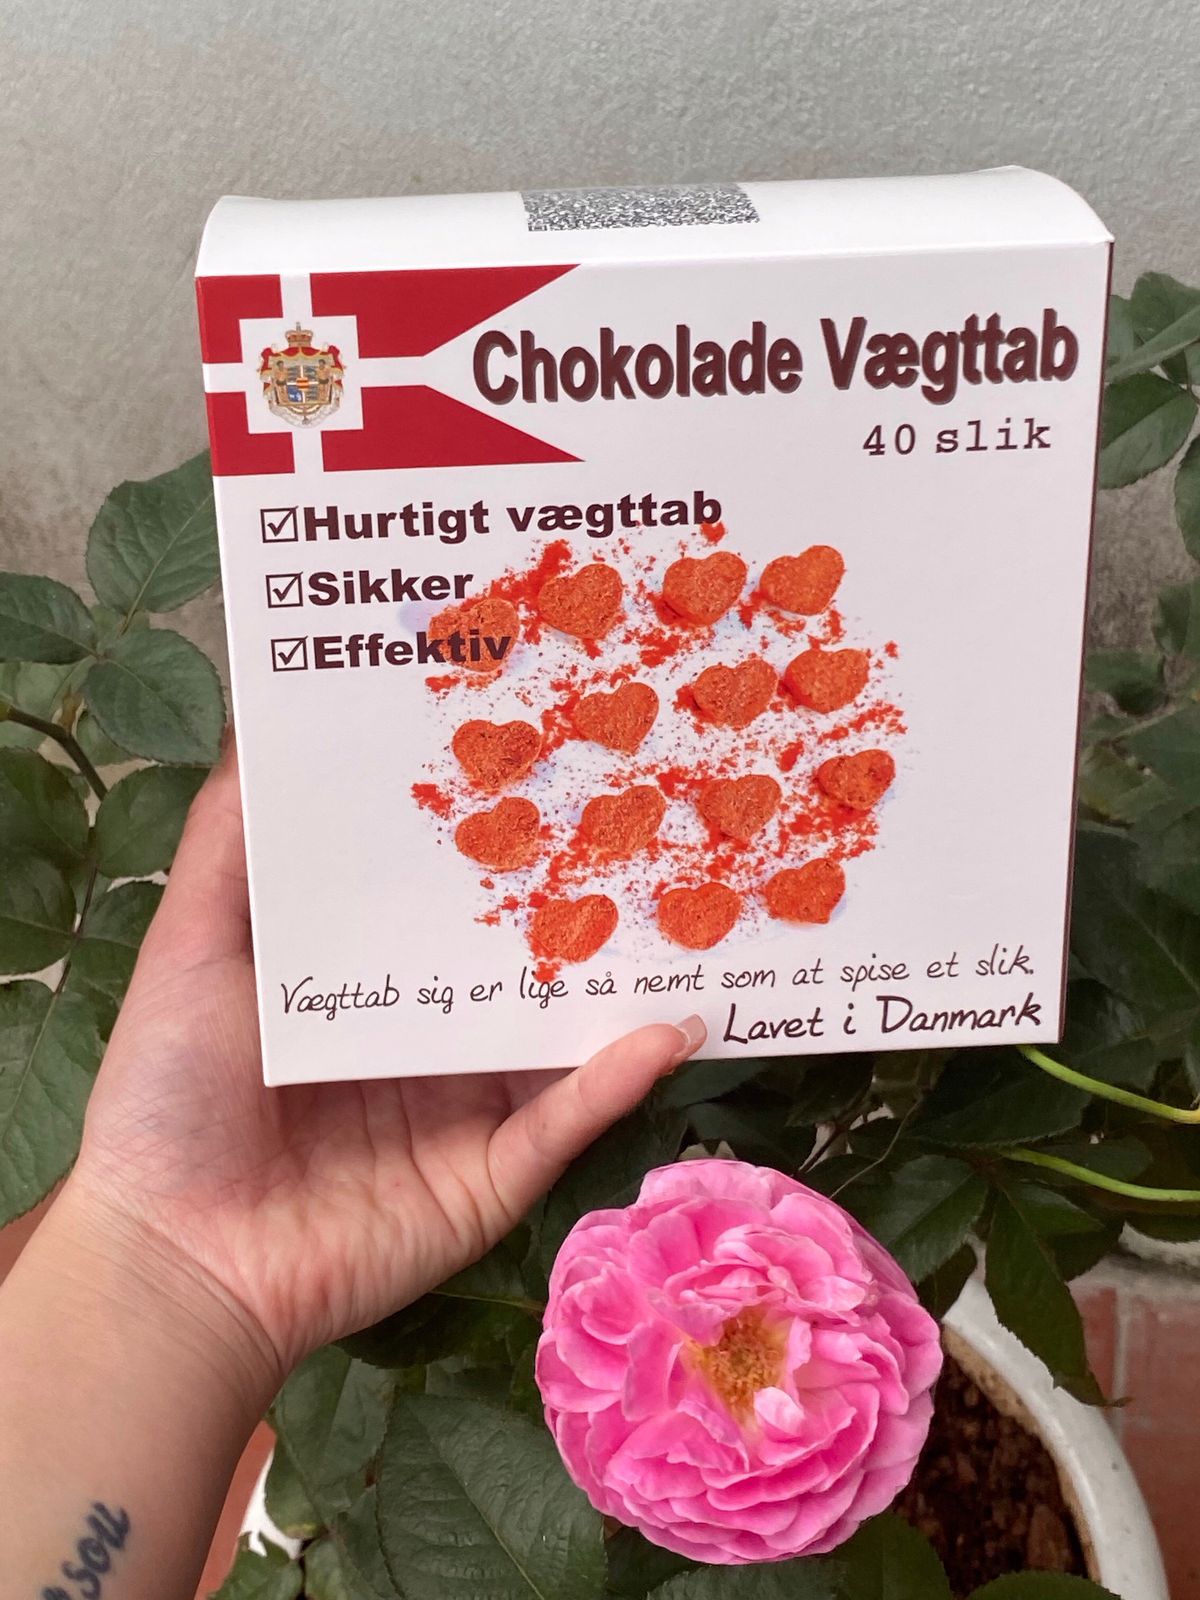 Chokolade Vægttab
40 slik
☑Hurtigt vægttab
☑Sikker
☑Effektiv
Vægttab sig er lige så nemt som at spise et slik.
Lavet i Danmark